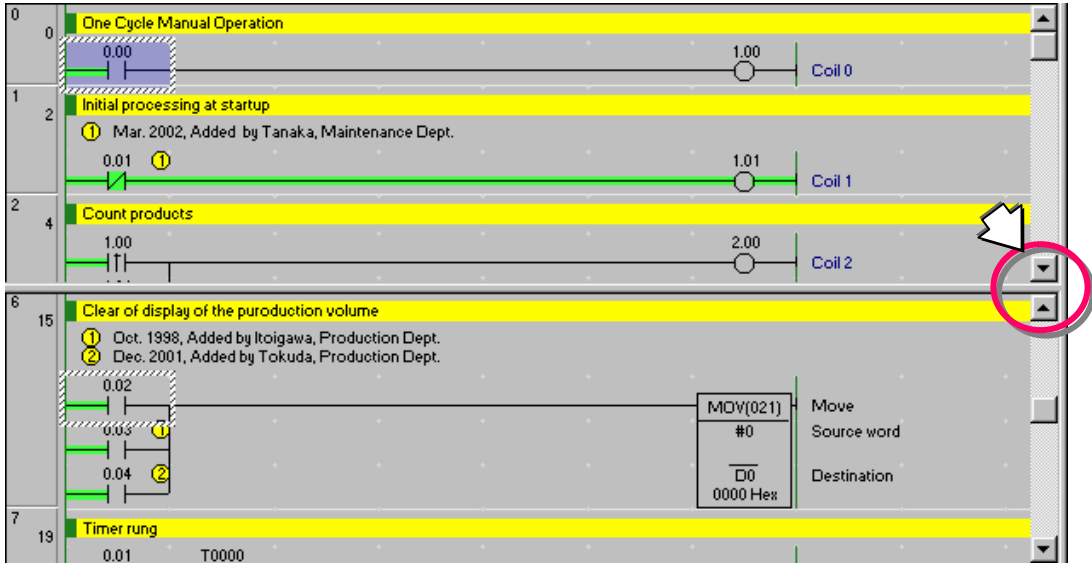 0
0
One Cycle Manual Operation
0.00
1.00
Coil 0
1
2
Initial processing at startup
1 Mar. 2002, Added by Tanaka, Maintenance Dept.
0.01 1
1.01
Coil 1
2
4
Count products
1.00
2.00
Coil 2
6
15
Clear of display of the puroduction volume
1 Oct. 1998, Added by Itoigawa, Production Dept.
2 Dec. 2001, Added by Tokuda, Production Dept.
0.02
MOV(021) Move
0.03 1
#0 Source word
0.04 2
D0 Destination
0000 Hex
7
19
Timer rung
0.01 T0000